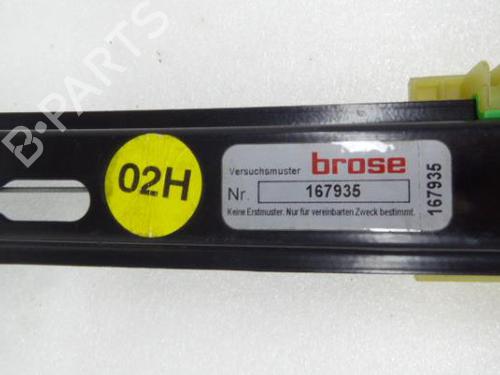 B-Parts
02H
Versuchsmuster brose
Nr. 167935
Keine Erstmuster. Nur für vereinbarten Zweck bestimmt.
167935